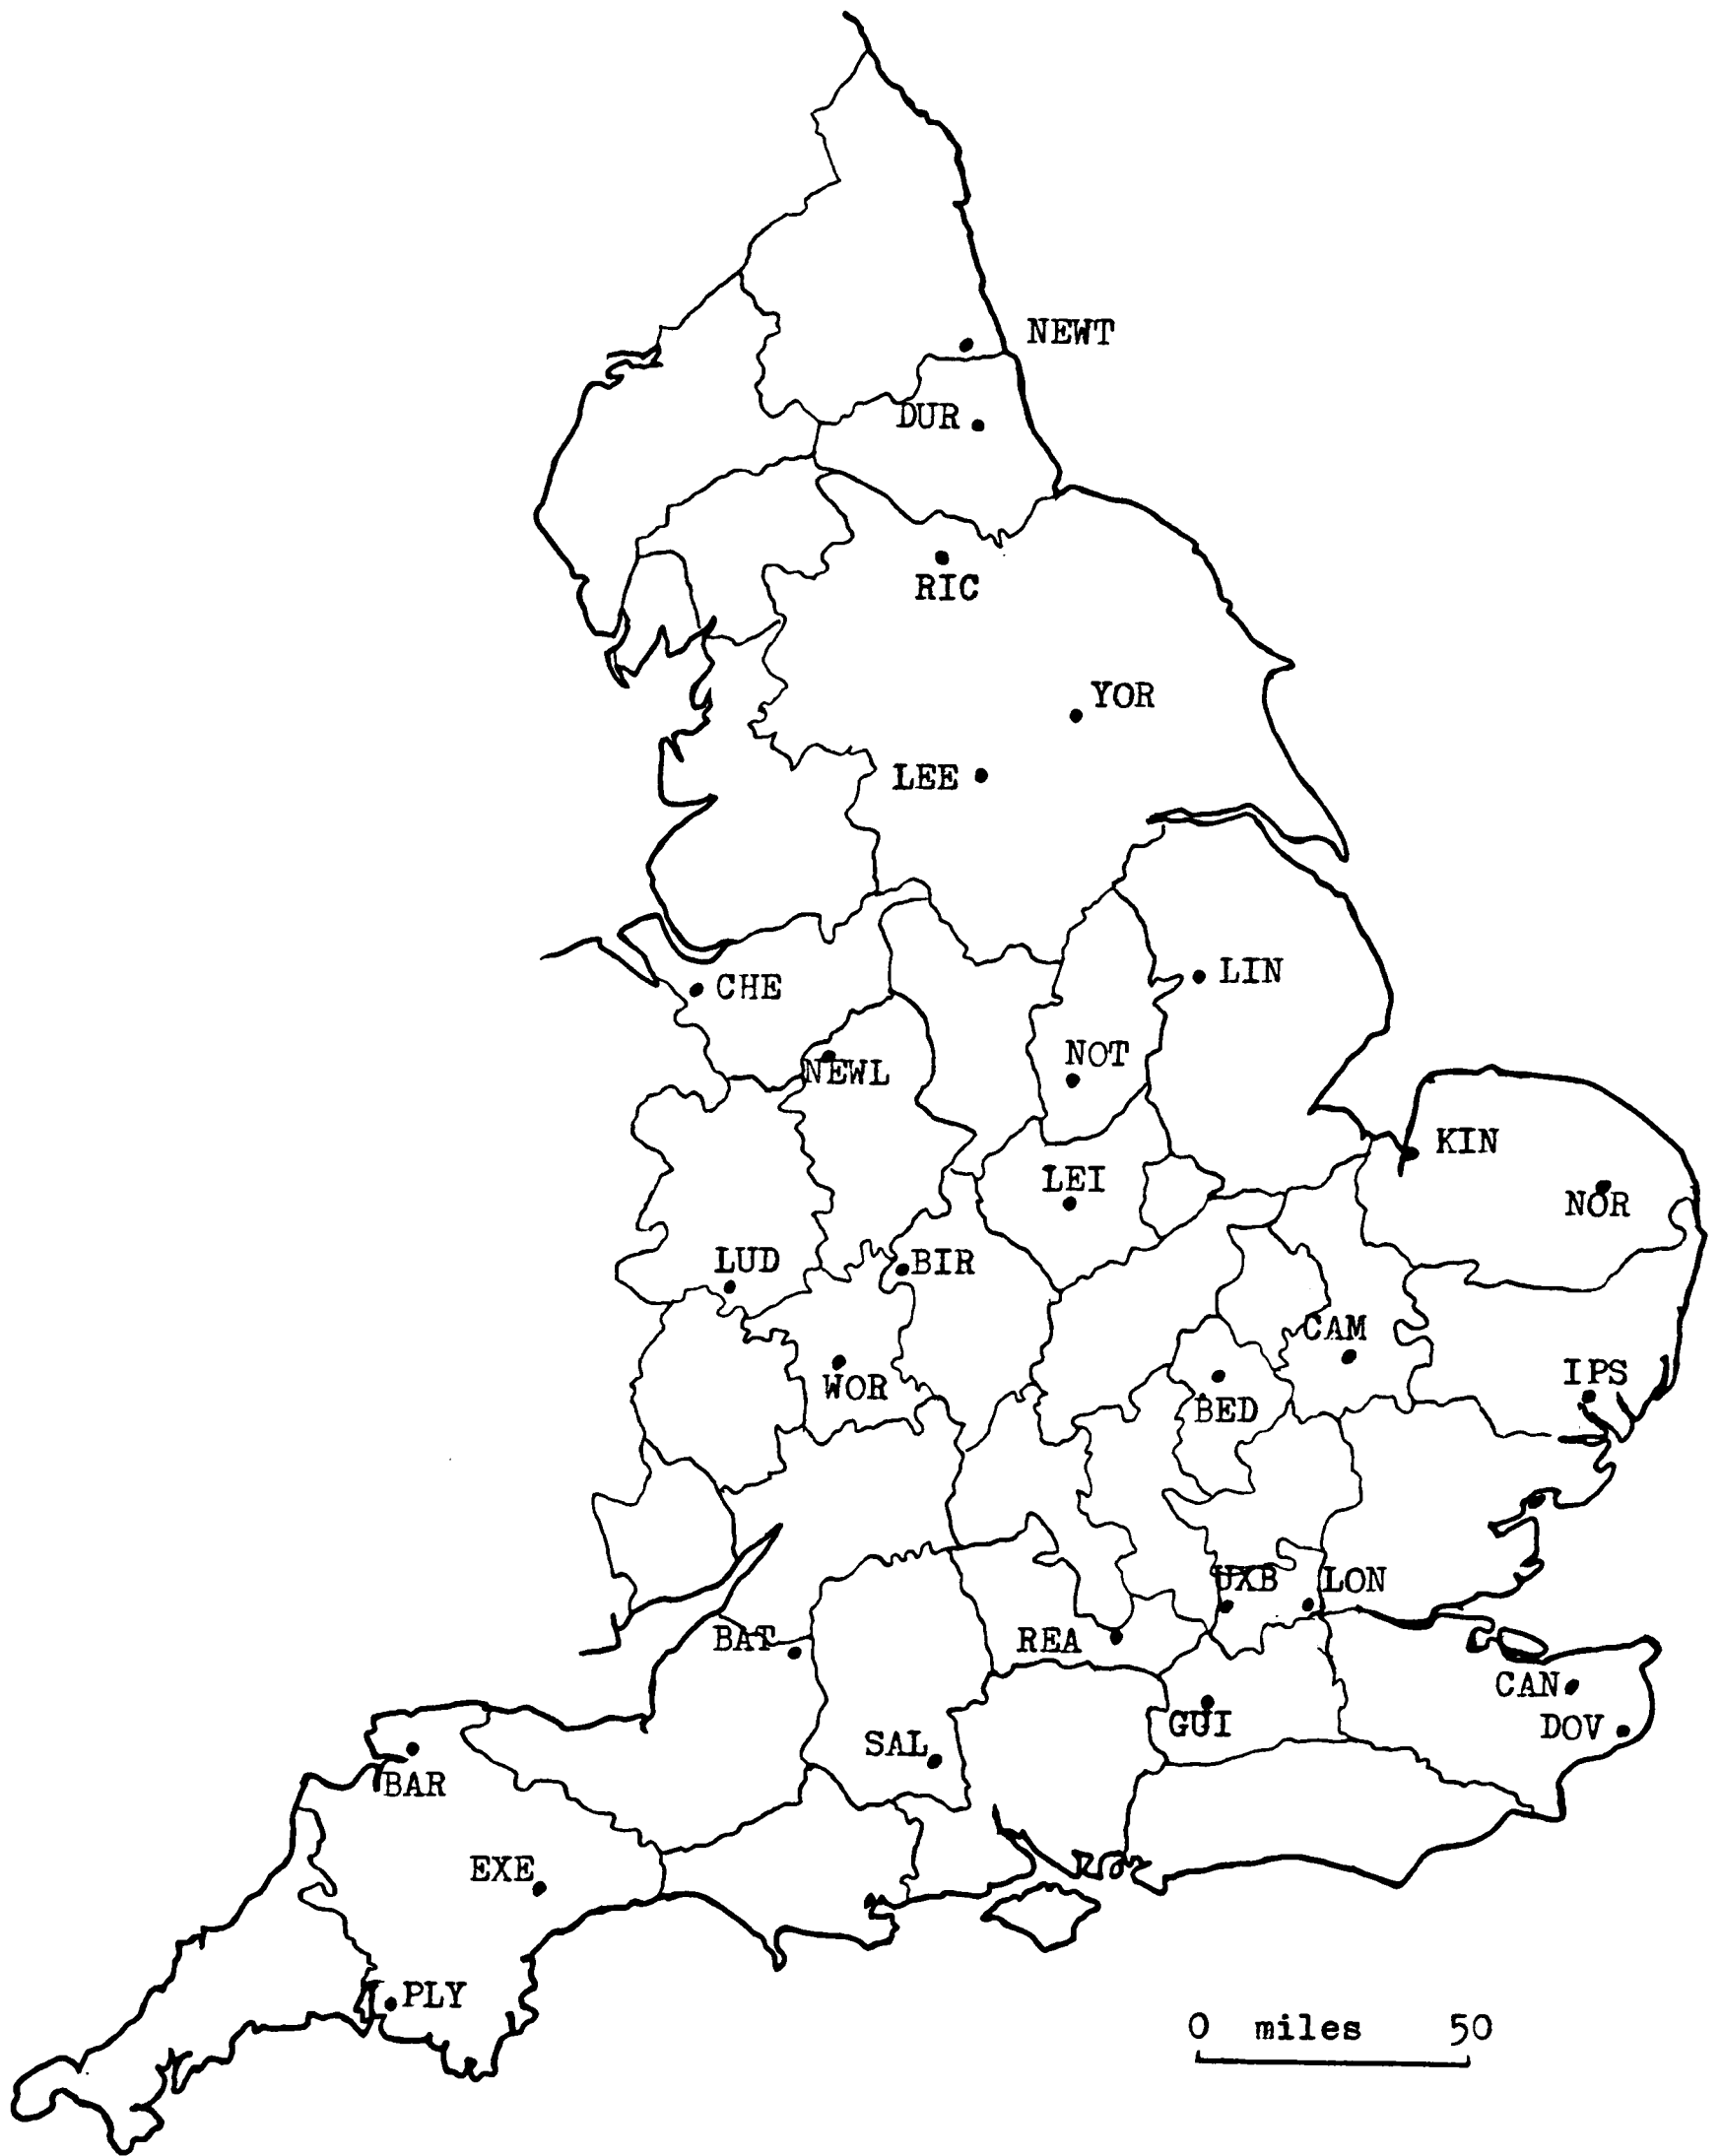 NEWT
DUR
RIC
YOR
LEE
LIN
CHE
NOT
NEWL
KIN
LEI
NOR
LUD
BIR
CAM
IPS
WOR
BED
UXB
LON
BAT
REA
CAN
GUI
DOV
SAL
BAR
EXE
PLY
0 miles 50